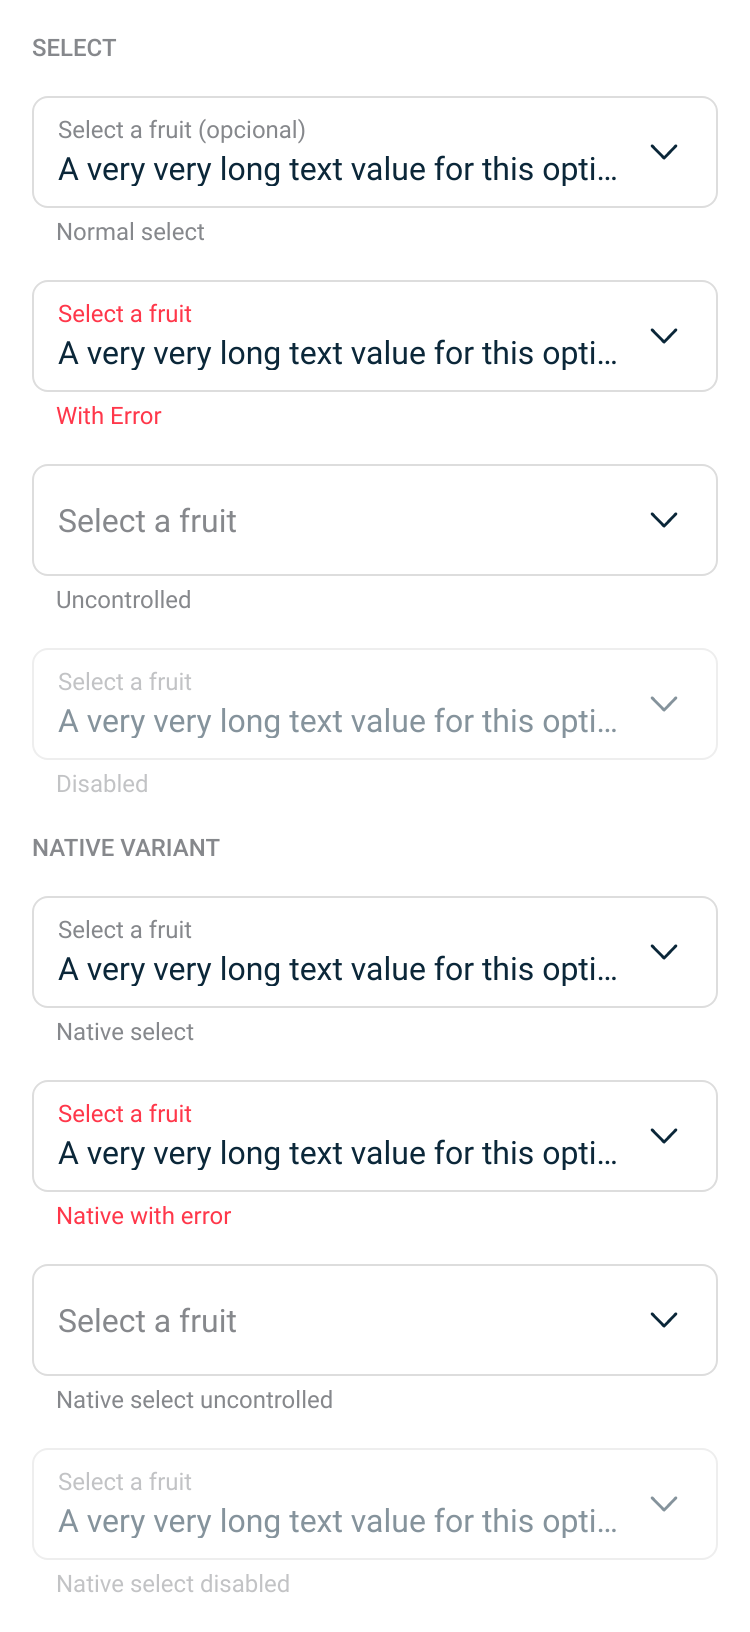 SELECT
Select a fruit (opcional)
A very very long text value for this opti...
Normal select
Select a fruit
A very very long text value for this opti...
With Error
Select a fruit
Uncontrolled
Select a fruit
A very very long text value for this opti...
Disabled
NATIVE VARIANT
Select a fruit
A very very long text value for this opti...
Native select
Select a fruit
A very very long text value for this opti...
Native with error
Select a fruit
Native select uncontrolled
Select a fruit
A very very long text value for this opti...
Native select disabled